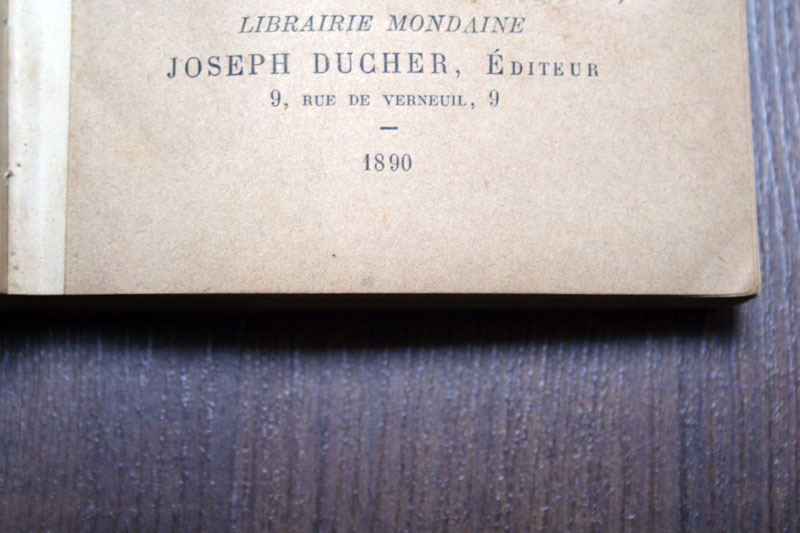 LIBRAIRIE MONDAINE
JOSEPH DUCHER, ÉDITEUR
9, RUE DE VERNEUIL, 9
—
1890